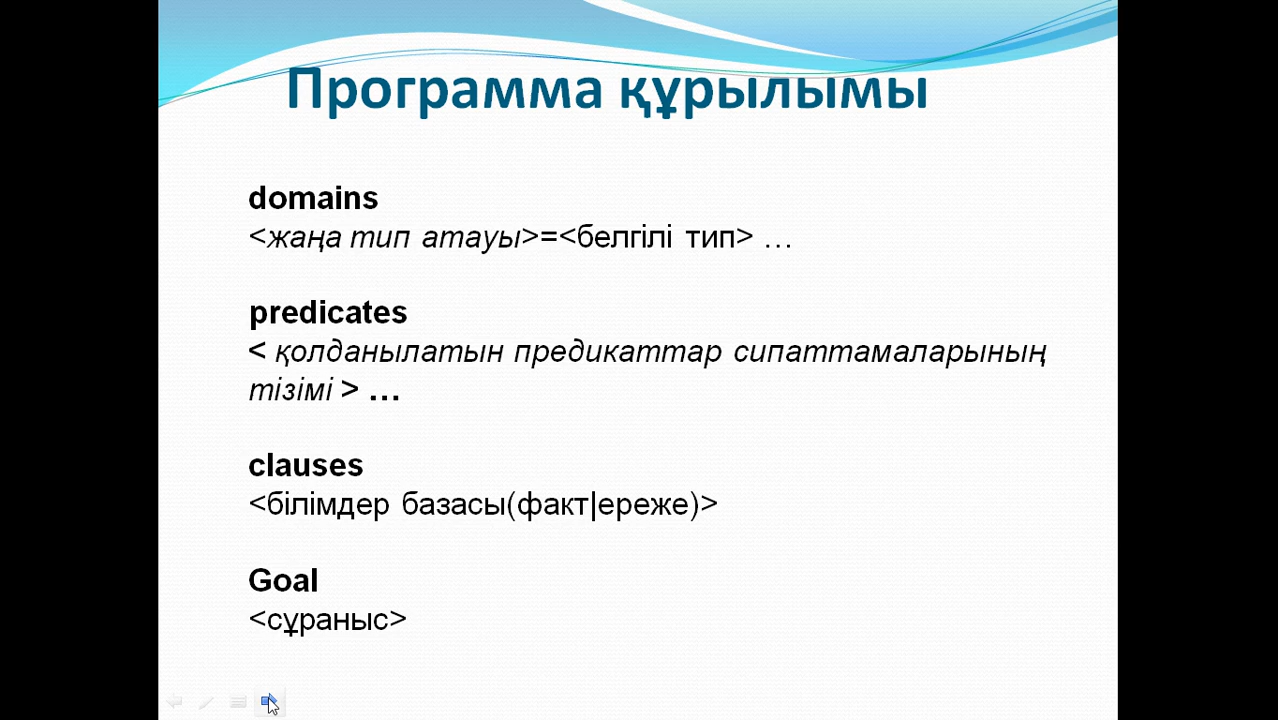 Программа құрылымы
domains
<жаңа тип атауы>=<белгілі тип> …
predicates
< қолданылатын предикаттар сипаттамаларының
тізімі > …
clauses
<білімдер базасы(факт|ереже)>
Goal
<сұраныс>